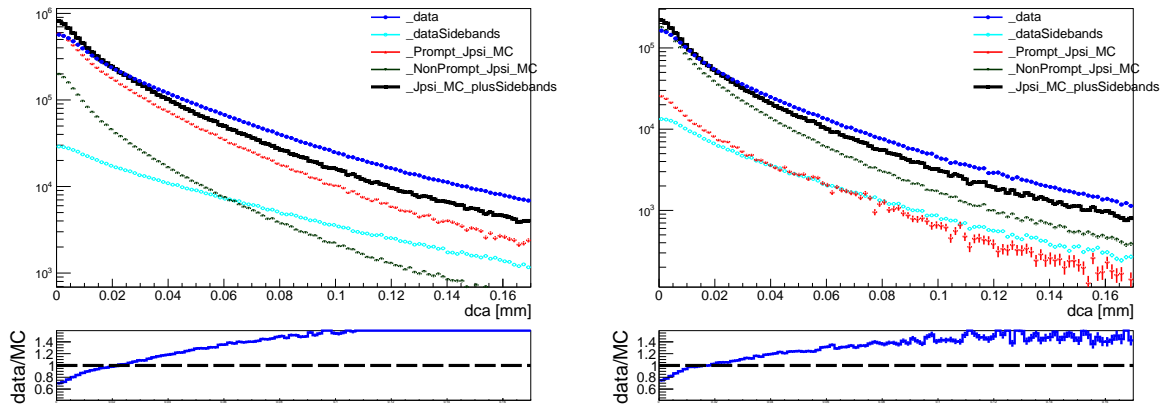 _data
_dataSidebands
_Prompt_Jpsi_MC
_NonPrompt_Jpsi_MC
_Jpsi_MC_plusSidebands
10^6
10^5
10^4
10^3
0 0.02 0.04 0.06 0.08 0.1 0.12 0.14 0.16
dca [mm]
data/MC
1.4
1.2
1
0.8
0.6
_data
_dataSidebands
_Prompt_Jpsi_MC
_NonPrompt_Jpsi_MC
_Jpsi_MC_plusSidebands
10^5
10^4
10^3
0 0.02 0.04 0.06 0.08 0.1 0.12 0.14 0.16
dca [mm]
data/MC
1.4
1.2
1
0.8
0.6